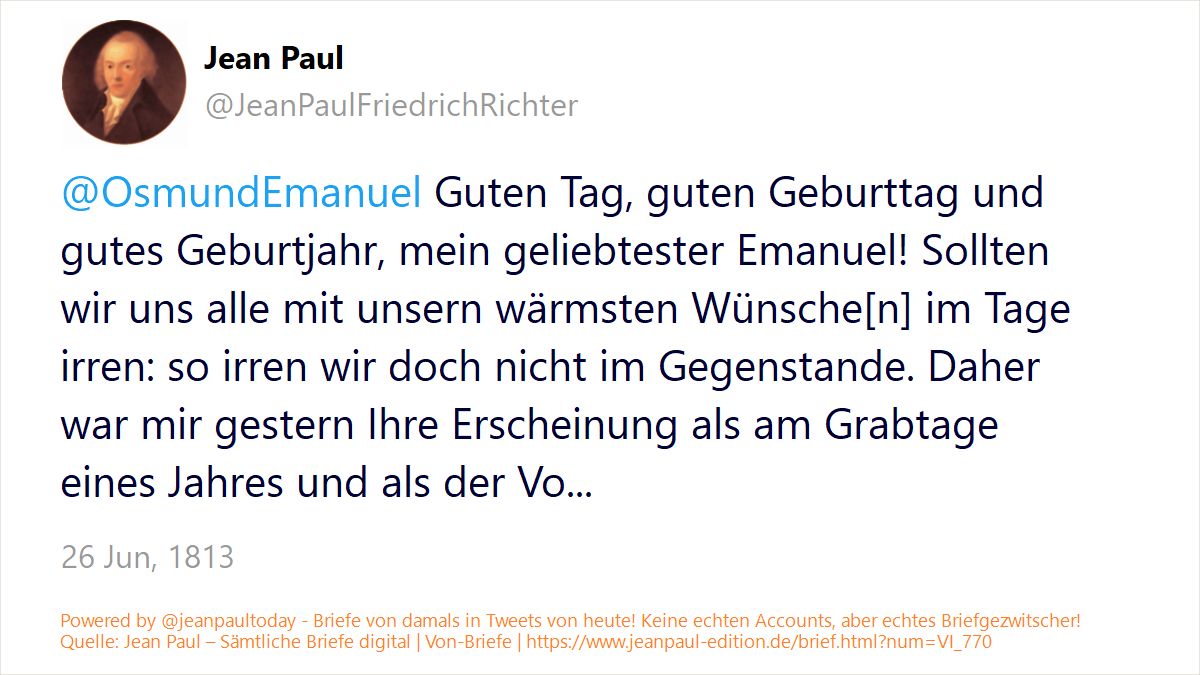 Jean Paul
@JeanPaulFriedrichRichter
@OsmundEmanuel Guten Tag, guten Geburttag und
gutes Geburtjahr, mein geliebtester Emanuel! Sollten
wir uns alle mit unsern wärmsten Wünsche[n] im Tage
irren: so irren wir doch nicht im Gegenstande. Daher
war mir gestern Ihre Erscheinung als am Grabtage
eines Jahres und als der Vo...
26 Jun, 1813
Powered by @jeanpaultoday - Briefe von damals in Tweets von heute! Keine echten Accounts, aber echtes Briefgezwitscher!
Quelle: Jean Paul – Sämtliche Briefe digital | Von-Briefe | https://www.jeanpaul-edition.de/brief.html?num=VI_770